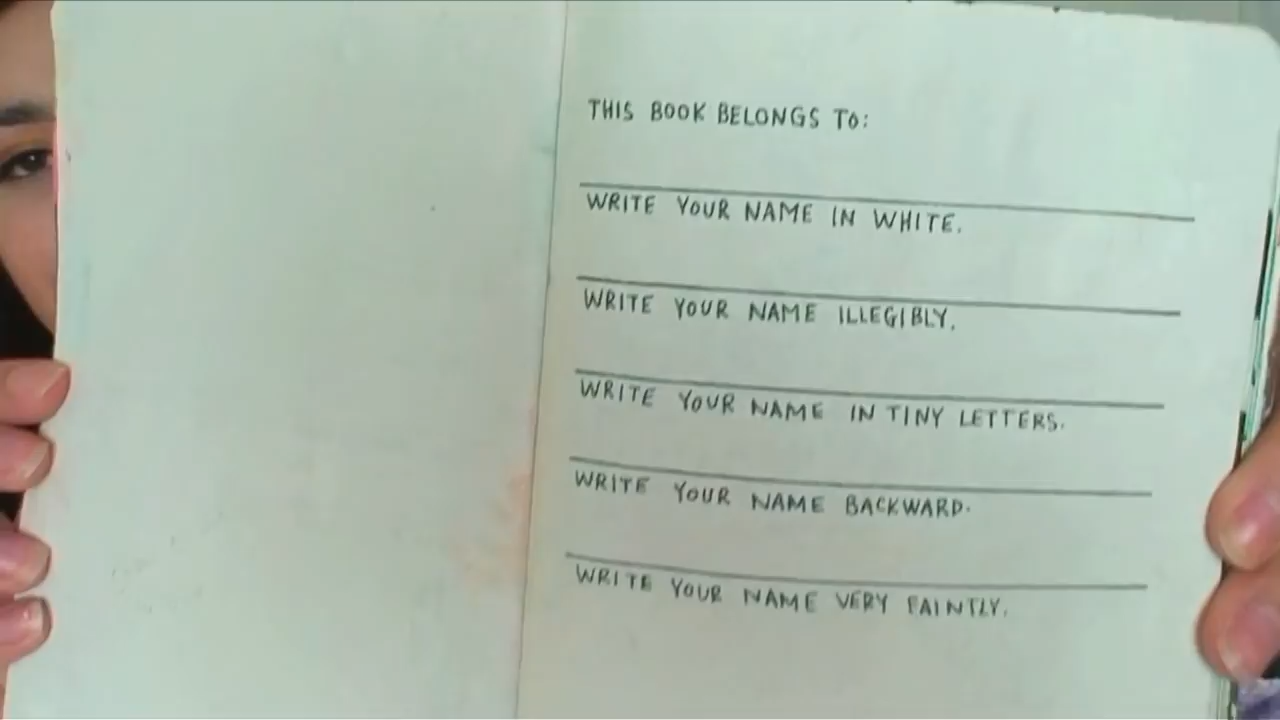 THIS BOOK BELONGS TO:
WRITE YOUR NAME IN WHITE.
WRITE YOUR NAME ILLEGIBLY.
WRITE YOUR NAME IN TINY LETTERS.
WRITE YOUR NAME BACKWARD.
WRITE YOUR NAME VERY FAINTLY.